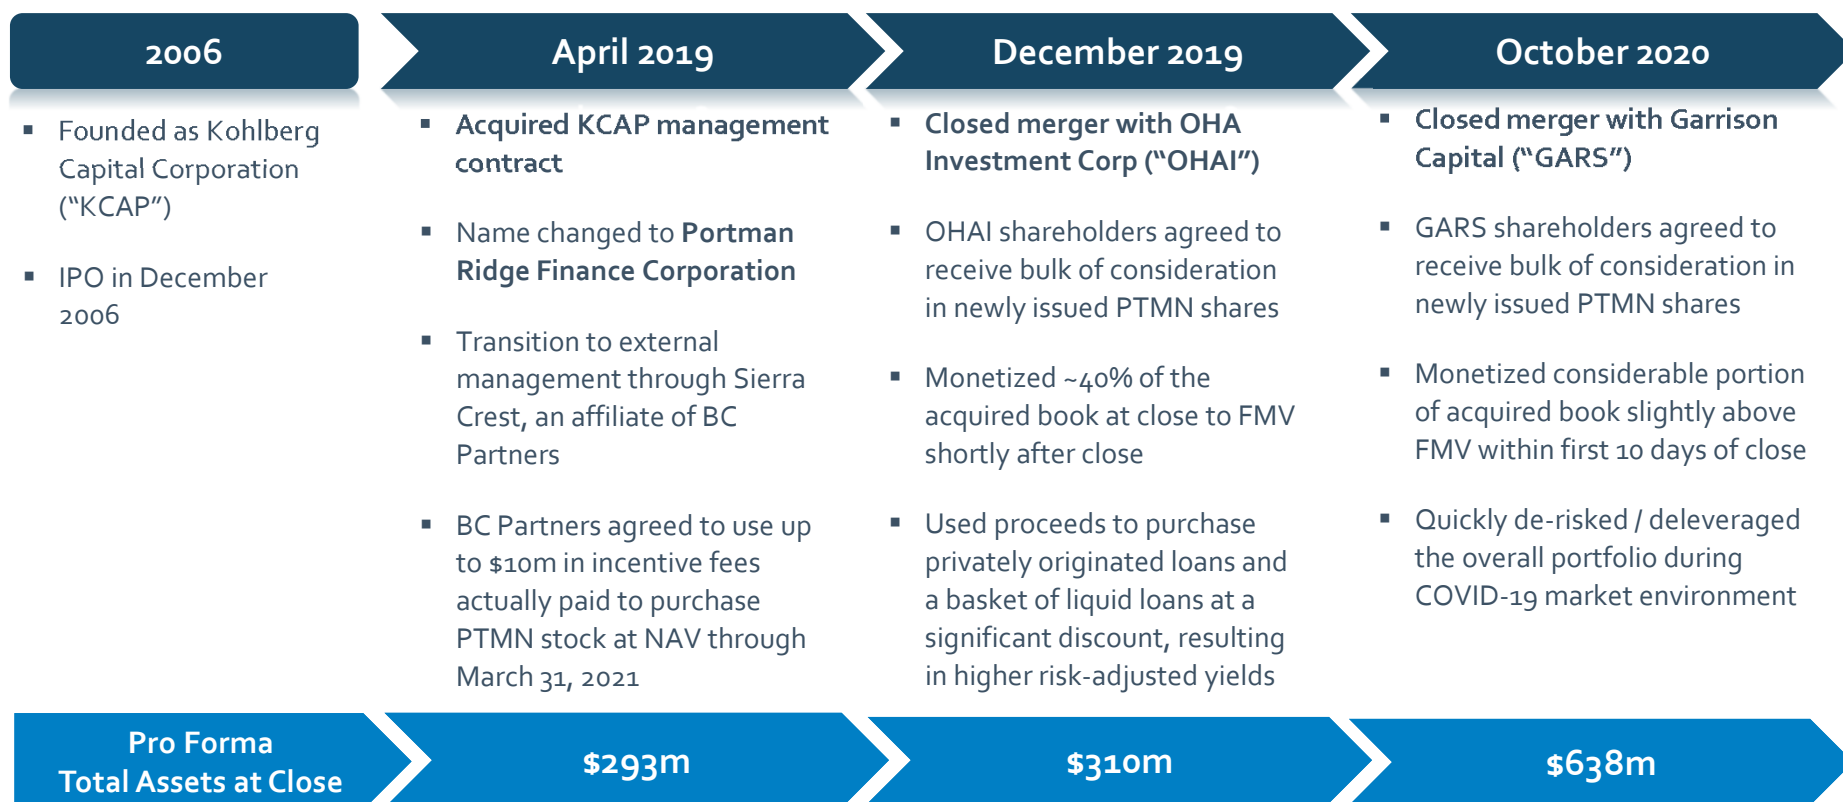 2006
▪ Founded as Kohlberg
Capital Corporation
(“KCAP”)
▪ IPO in December
2006
April 2019
▪ Acquired KCAP management
contract
▪ Name changed to Portman
Ridge Finance Corporation
▪ Transition to external
management through Sierra
Crest, an affiliate of BC
Partners
▪ BC Partners agreed to use up
to $10m in incentive fees
actually paid to purchase
PTMN stock at NAV through
March 31, 2021
December 2019
▪ Closed merger with OHA
Investment Corp (“OHAI”)
▪ OHAI shareholders agreed to
receive bulk of consideration
in newly issued PTMN shares
▪ Monetized ~40% of the
acquired book at close to FMV
shortly after close
▪ Used proceeds to purchase
privately originated loans and
a basket of liquid loans at a
significant discount, resulting
in higher risk-adjusted yields
October 2020
▪ Closed merger with Garrison
Capital (“GARS”)
▪ GARS shareholders agreed to
receive bulk of consideration in
newly issued PTMN shares
▪ Monetized considerable portion
of acquired book slightly above
FMV within first 10 days of close
▪ Quickly de-risked / deleveraged
the overall portfolio during
COVID-19 market environment
Pro Forma
Total Assets at Close
$293m
$310m
$638m